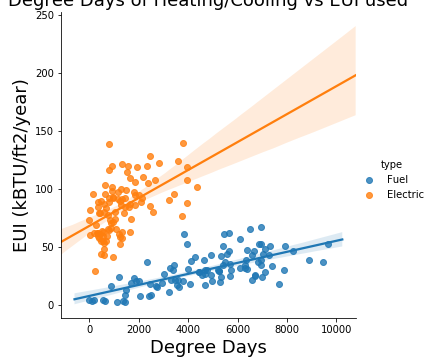 Degree Days of Heating/Cooling vs EUI used
250
200
150
100
50
0
EUI (kBTU/ft2/year)
type
Fuel
Electric
0 2000 4000 6000 8000 10000
Degree Days